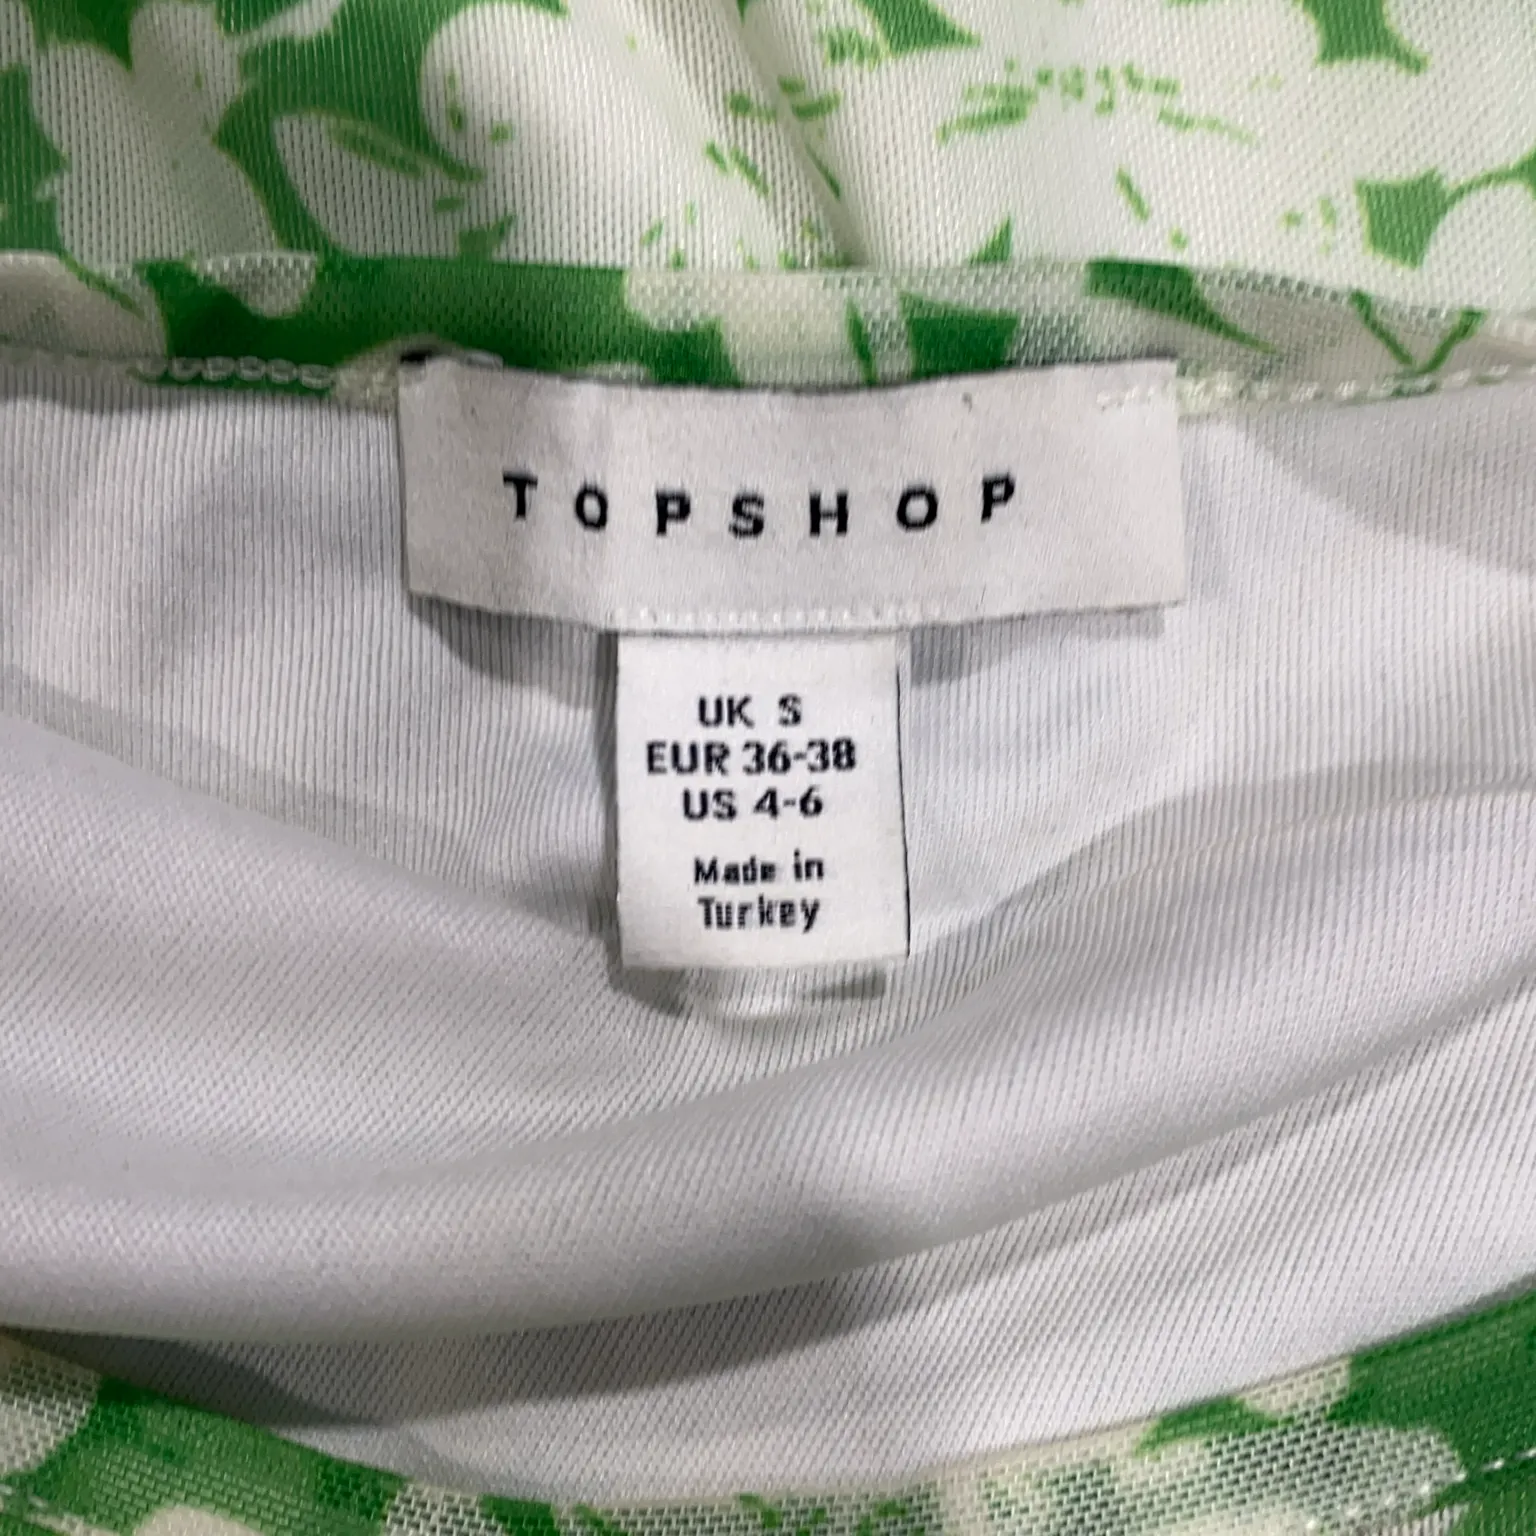 TOPSHOP
UK S
EUR 36-38
US 4-6
Made in
Turkey